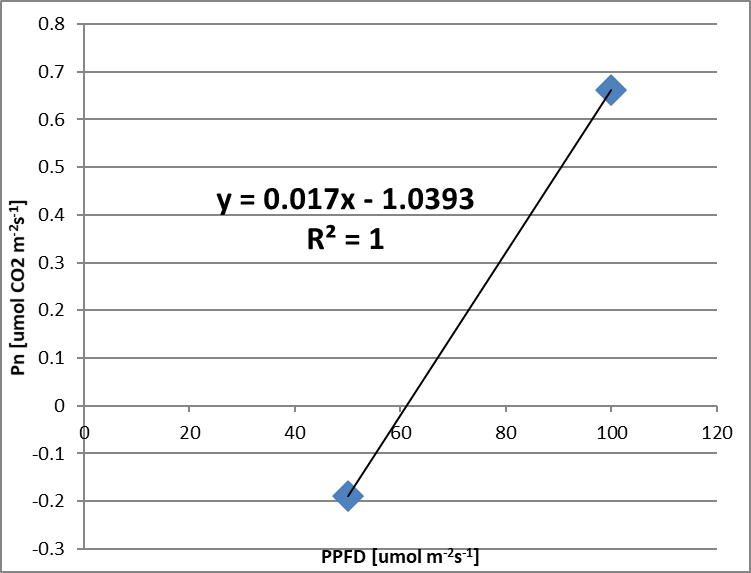 0.8
0.7
0.6
0.5
0.4
0.3
0.2
0.1
0
-0.1
-0.2
-0.3
0 20 40 60 80 100 120
y = 0.017x - 1.0393
R² = 1
Pn [umol CO2 m⁻²s⁻¹]
PPFD [umol m⁻²s⁻¹]